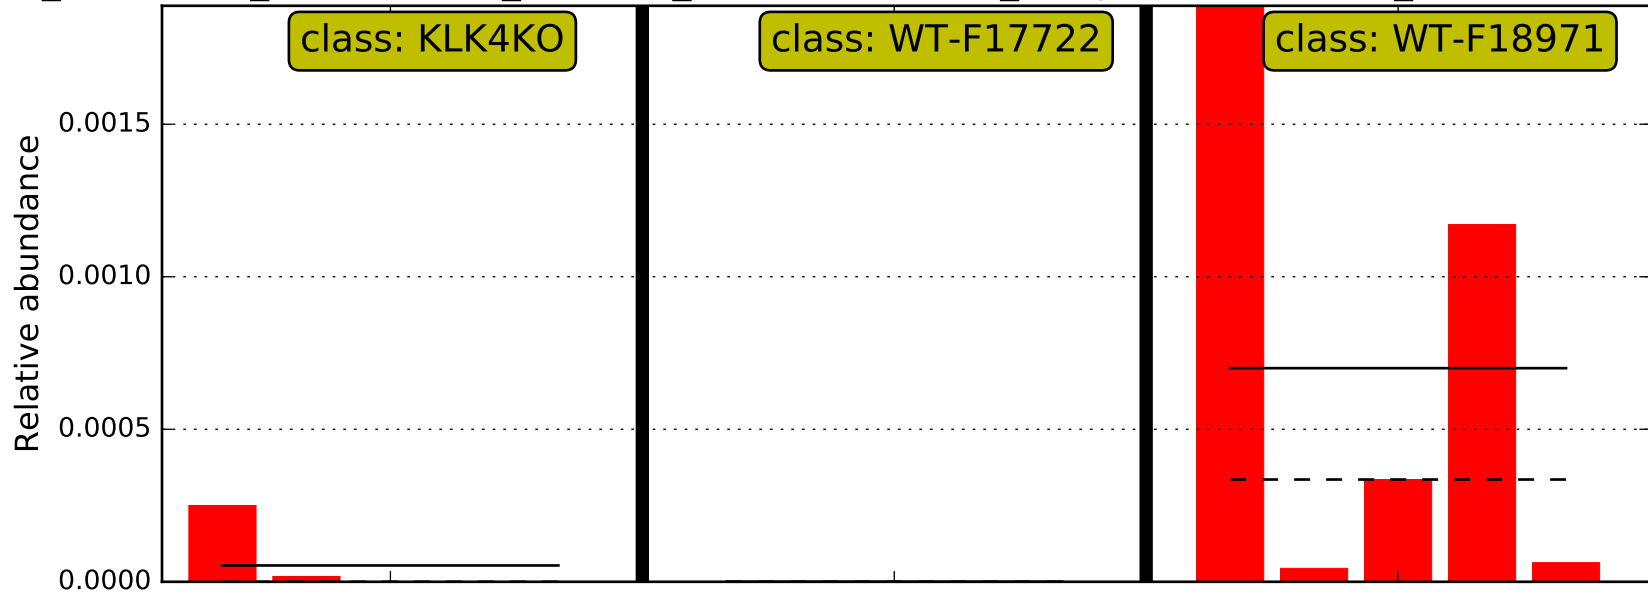 class: KLK4KO
class: WT-F17722
class: WT-F18971
Relative abundance
0.0015
0.0010
0.0005
0.0000